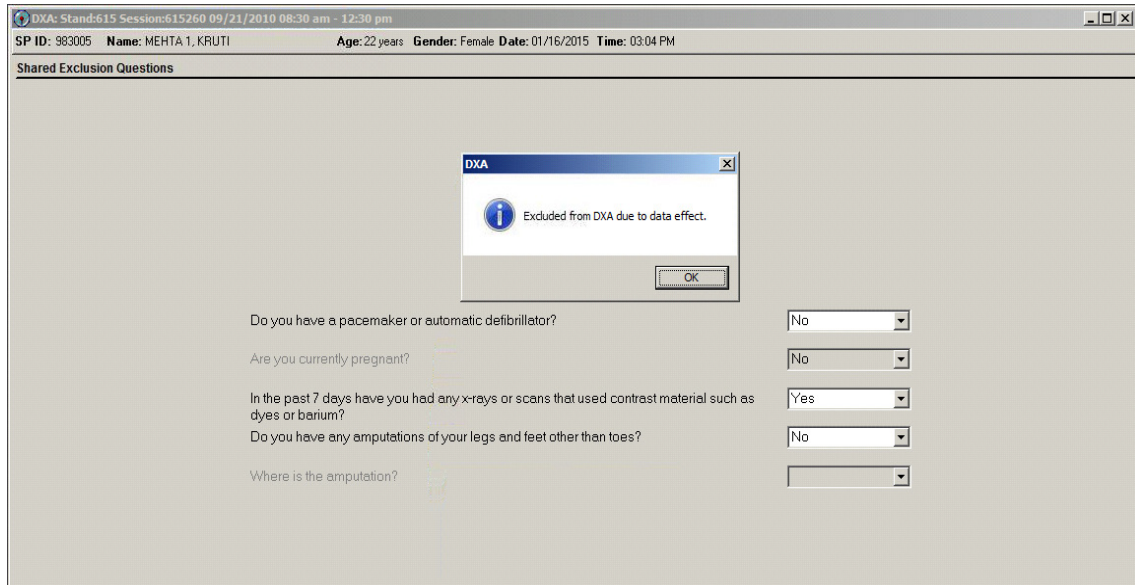 DXA: Stand:615 Session:615260 09/21/2010 08:30 am - 12:30 pm
SP ID: 983005 Name: MEHTA 1, KRUTI Age: 22 years Gender: Female Date: 01/16/2015 Time: 03:04 PM
Shared Exclusion Questions
DXA
Excluded from DXA due to data effect.
OK
Do you have a pacemaker or automatic defibrillator? No
Are you currently pregnant? No
In the past 7 days have you had any x-rays or scans that used contrast material such as Yes
dyes or barium?
Do you have any amputations of your legs and feet other than toes? No
Where is the amputation?